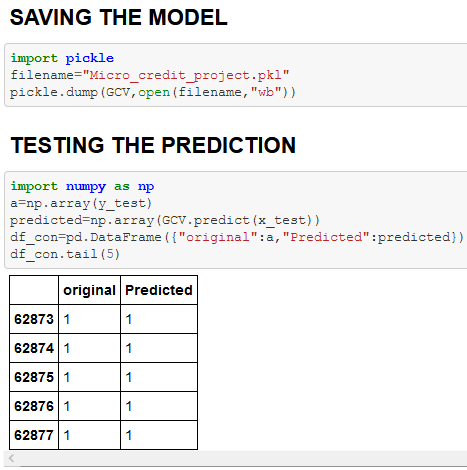 SAVING THE MODEL
import pickle
filename="Micro_credit_project.pkl"
pickle.dump(GCV,open(filename,"wb"))
TESTING THE PREDICTION
import numpy as np
a=np.array(y_test)
predicted=np.array(GCV.predict(x_test))
df_con=pd.DataFrame({"original":a,"Predicted":predicted})
df_con.tail(5)
original Predicted
62873 1 1
62874 1 1
62875 1 1
62876 1 1
62877 1 1